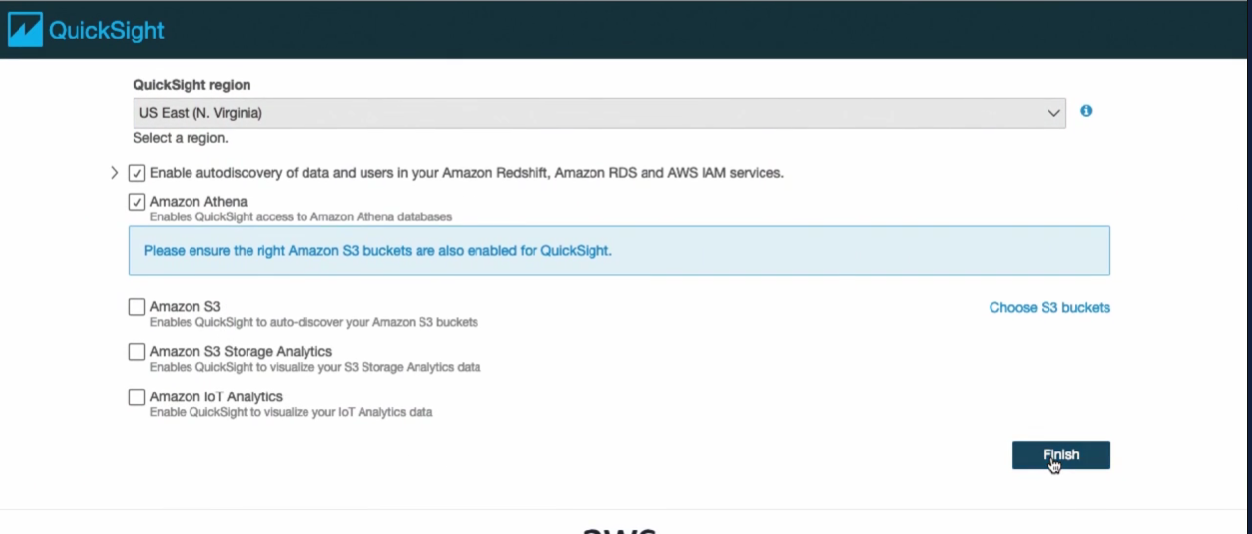 QuickSight
QuickSight region
US East (N. Virginia)
Select a region.
Enable autodiscovery of data and users in your Amazon Redshift, Amazon RDS and AWS IAM services.
Amazon Athena
Enables QuickSight access to Amazon Athena databases
Please ensure the right Amazon S3 buckets are also enabled for QuickSight.
Amazon S3
Choose S3 buckets
Enables QuickSight to auto-discover your Amazon S3 buckets
Amazon S3 Storage Analytics
Enables QuickSight to visualize your S3 Storage Analytics data
Amazon IoT Analytics
Enable QuickSight to visualize your IoT Analytics data
Finish
aws